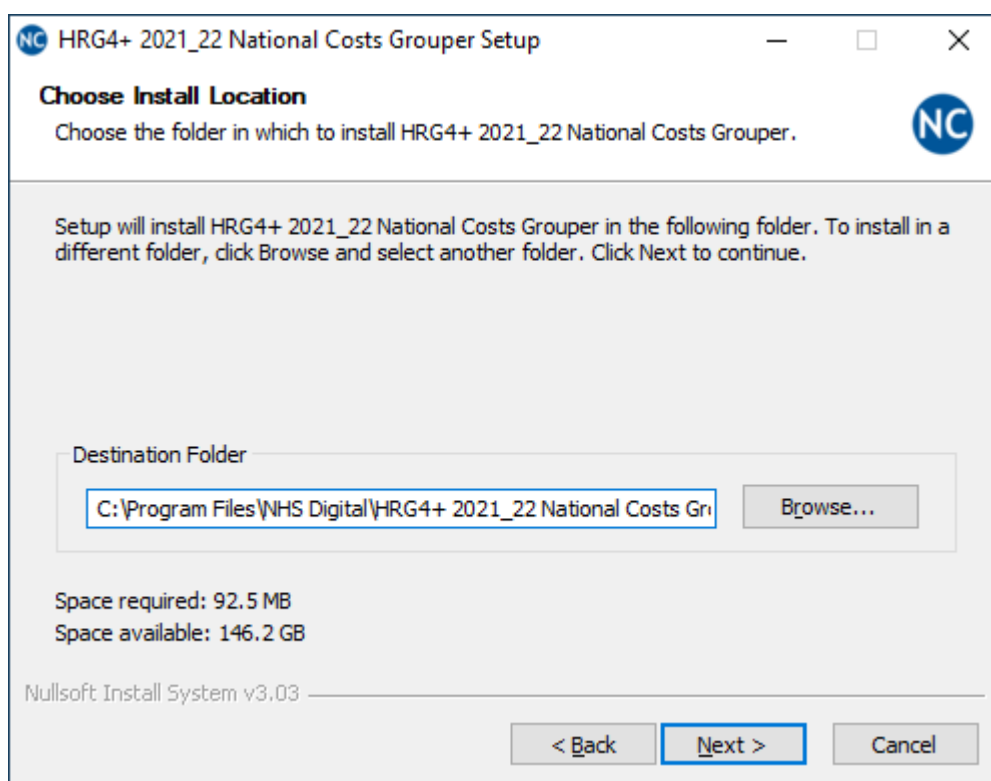 NC HRG4+ 2021_22 National Costs Grouper Setup
Choose Install Location
Choose the folder in which to install HRG4+ 2021_22 National Costs Grouper.
NC
Setup will install HRG4+ 2021_22 National Costs Grouper in the following folder. To install in a
different folder, click Browse and select another folder. Click Next to continue.
Destination Folder
C:\Program Files\NHS Digital\HRG4+ 2021_22 National Costs Gr
Browse...
Space required: 92.5 MB
Space available: 146.2 GB
Nullsoft Install System v3.03
< Back Next > Cancel